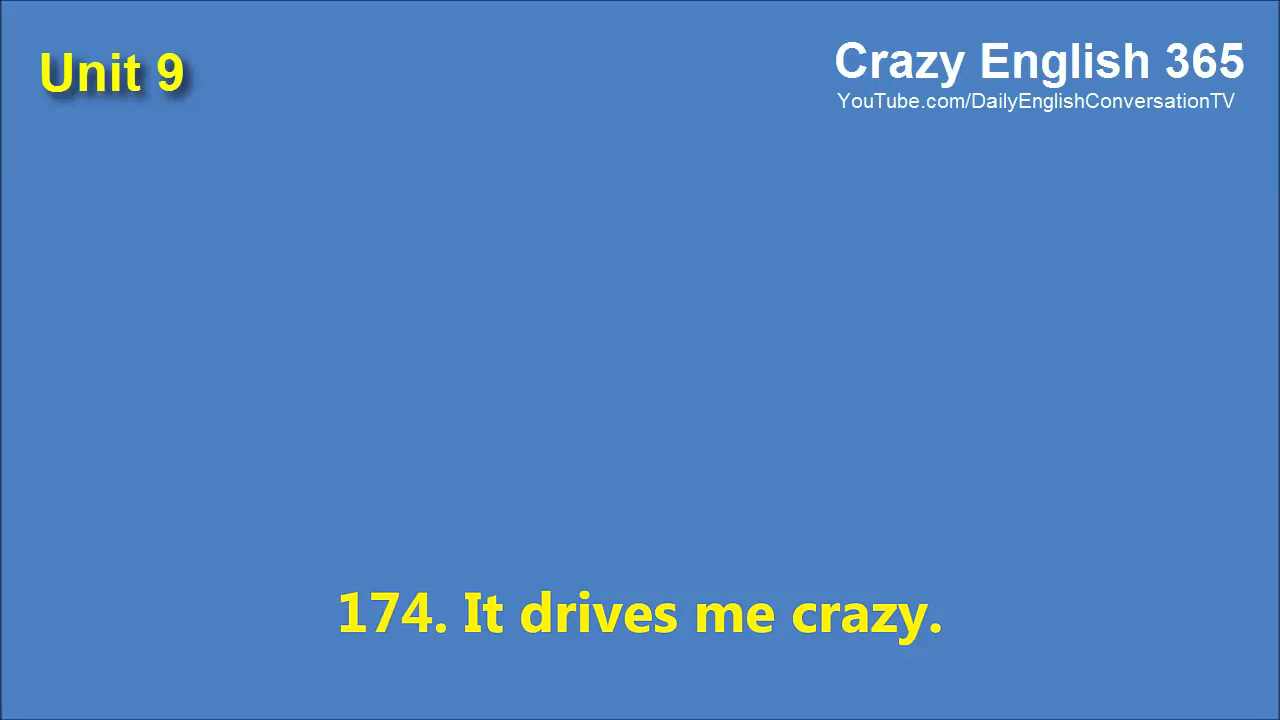 Unit 9
Crazy English 365
YouTube.com/DailyEnglishConversationTV
174. It drives me crazy.